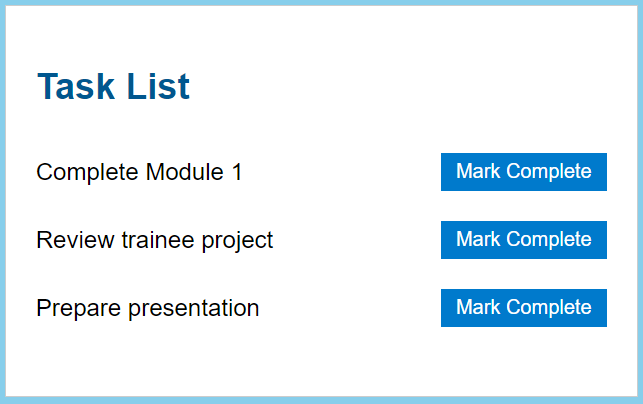 Task List
Complete Module 1 Mark Complete
Review trainee project Mark Complete
Prepare presentation Mark Complete